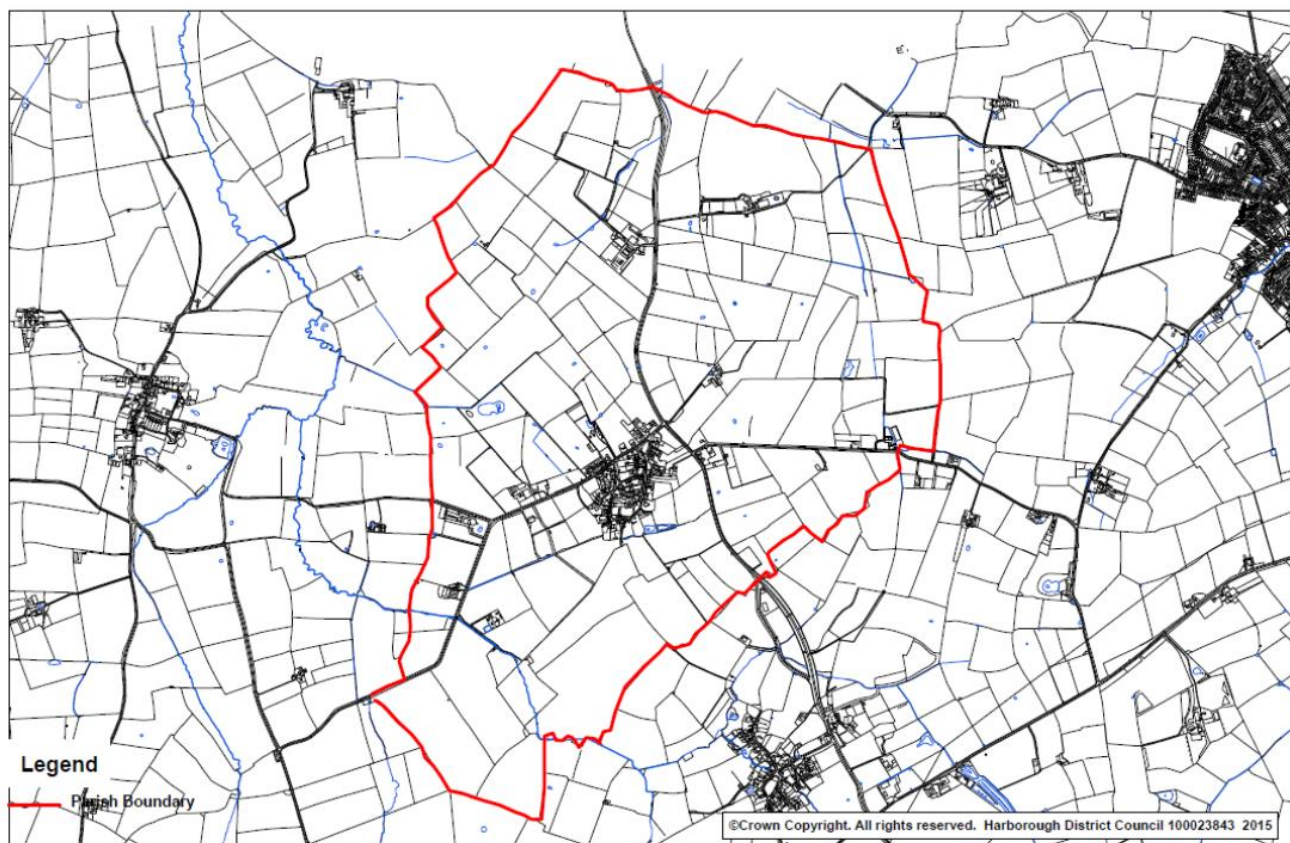 Legend
Parish Boundary
©Crown Copyright. All rights reserved. Harborough District Council 100023843 2015